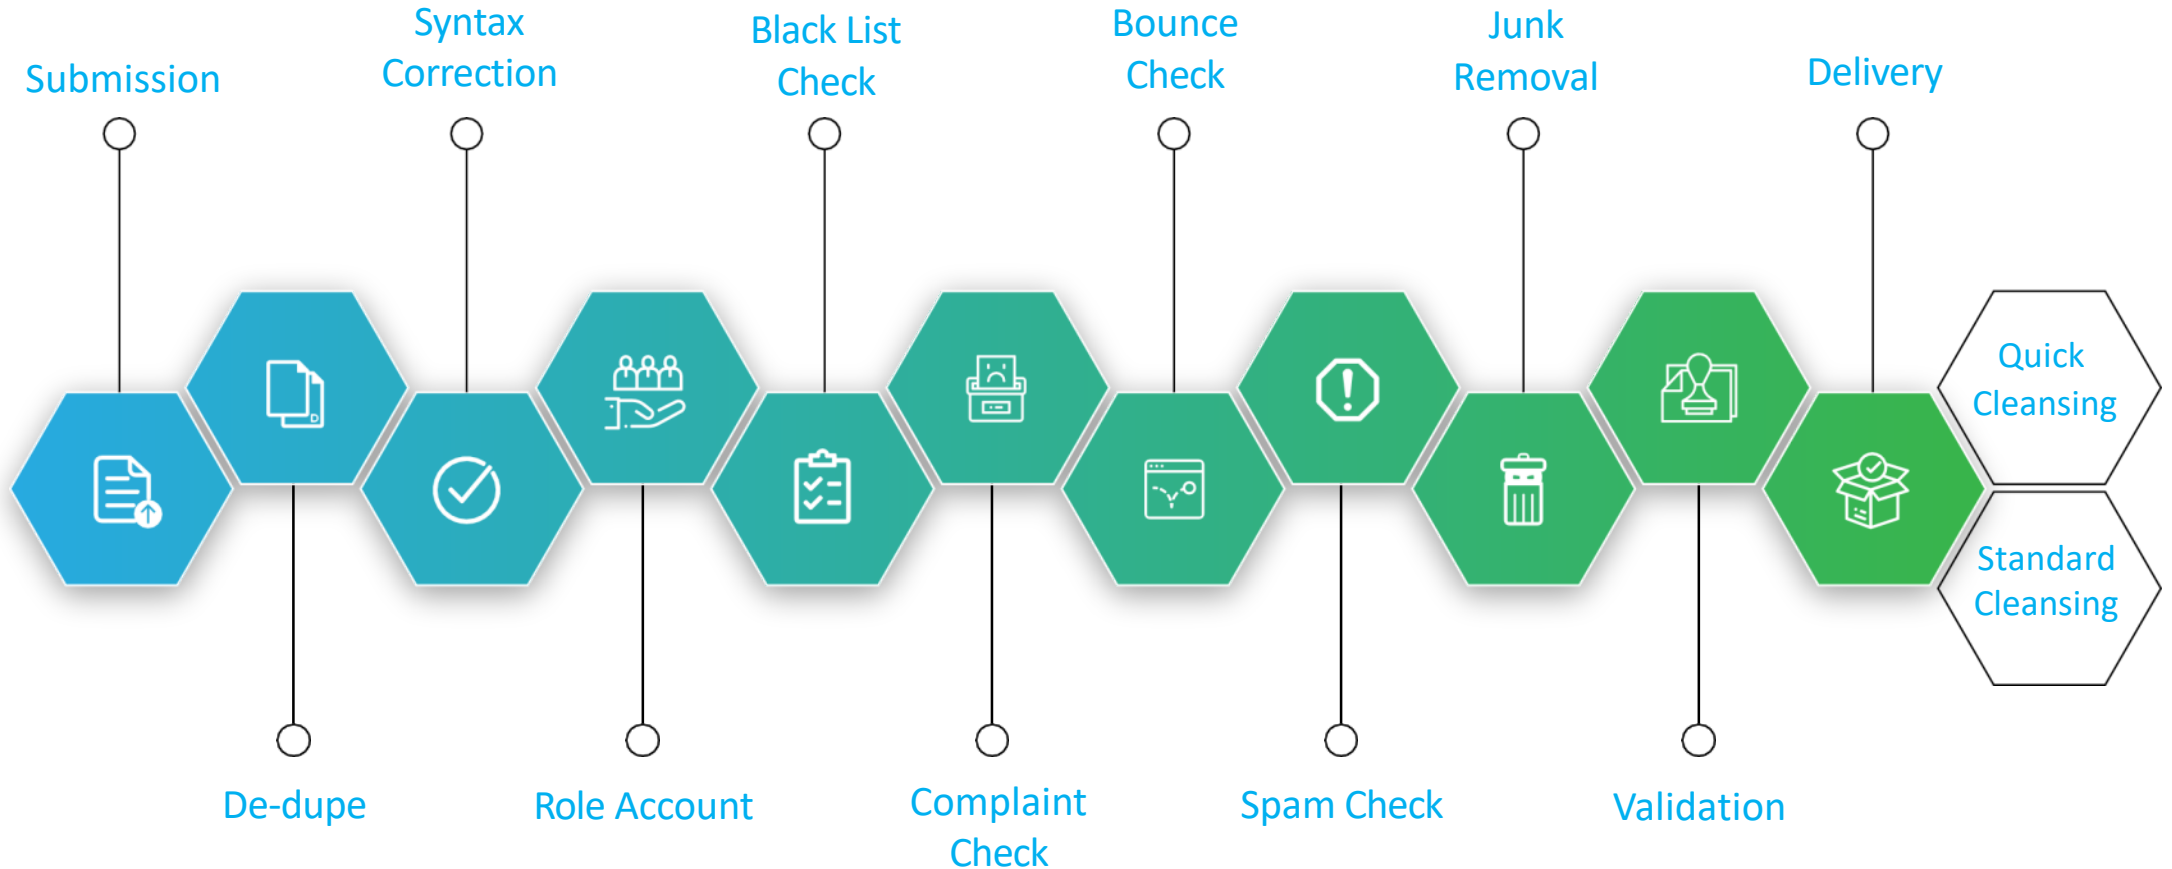 Submission
Syntax
Correction
Black List
Check
Bounce
Check
Junk
Removal
Delivery
Quick
Cleansing
Standard
Cleansing
D
De-dupe
Role Account
Complaint
Check
Spam Check
Validation